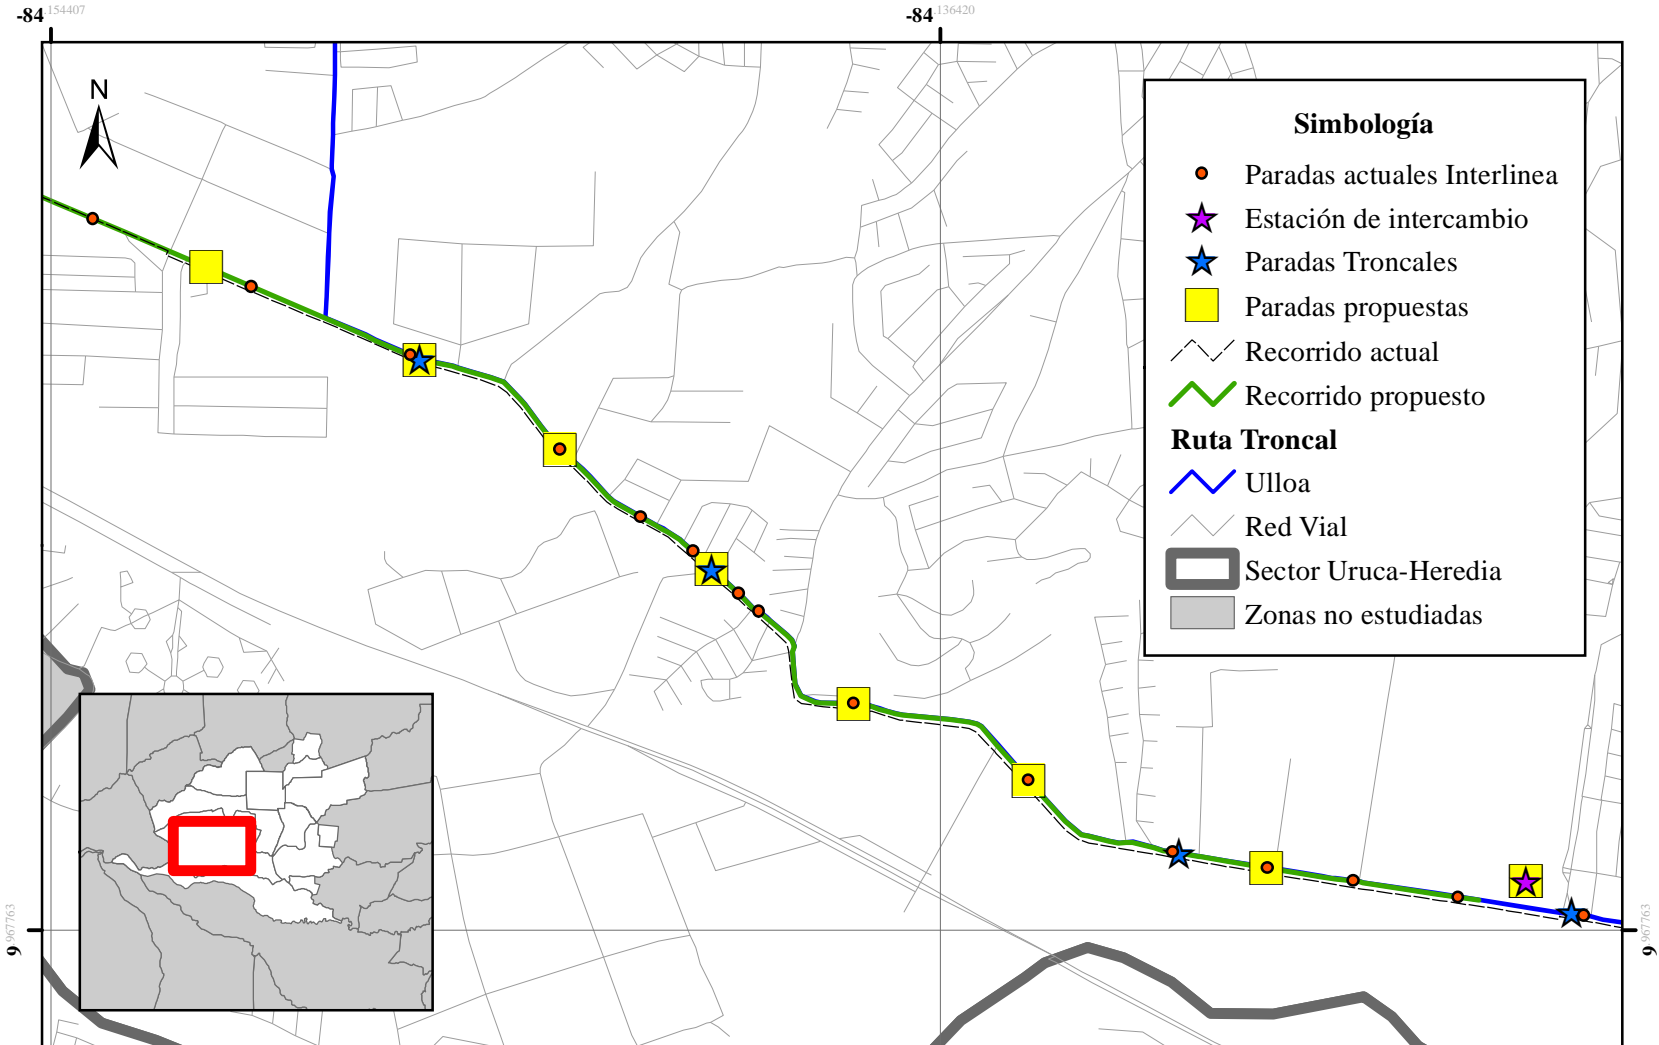 -84.154407
-84.136420
N
Simbología
Paradas actuales Interlinea
Estación de intercambio
Paradas Troncales
Paradas propuestas
Recorrido actual
Recorrido propuesto
Ruta Troncal
Ulloa
Red Vial
Sector Uruca-Heredia
Zonas no estudiadas
9.967763
9.967763